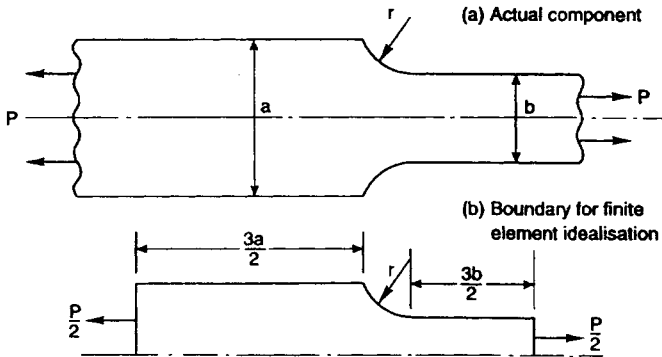 r
(a) Actual component
P
a
b
P
(b) Boundary for finite
element idealisation
3a/2
r
3b/2
P/2
P/2